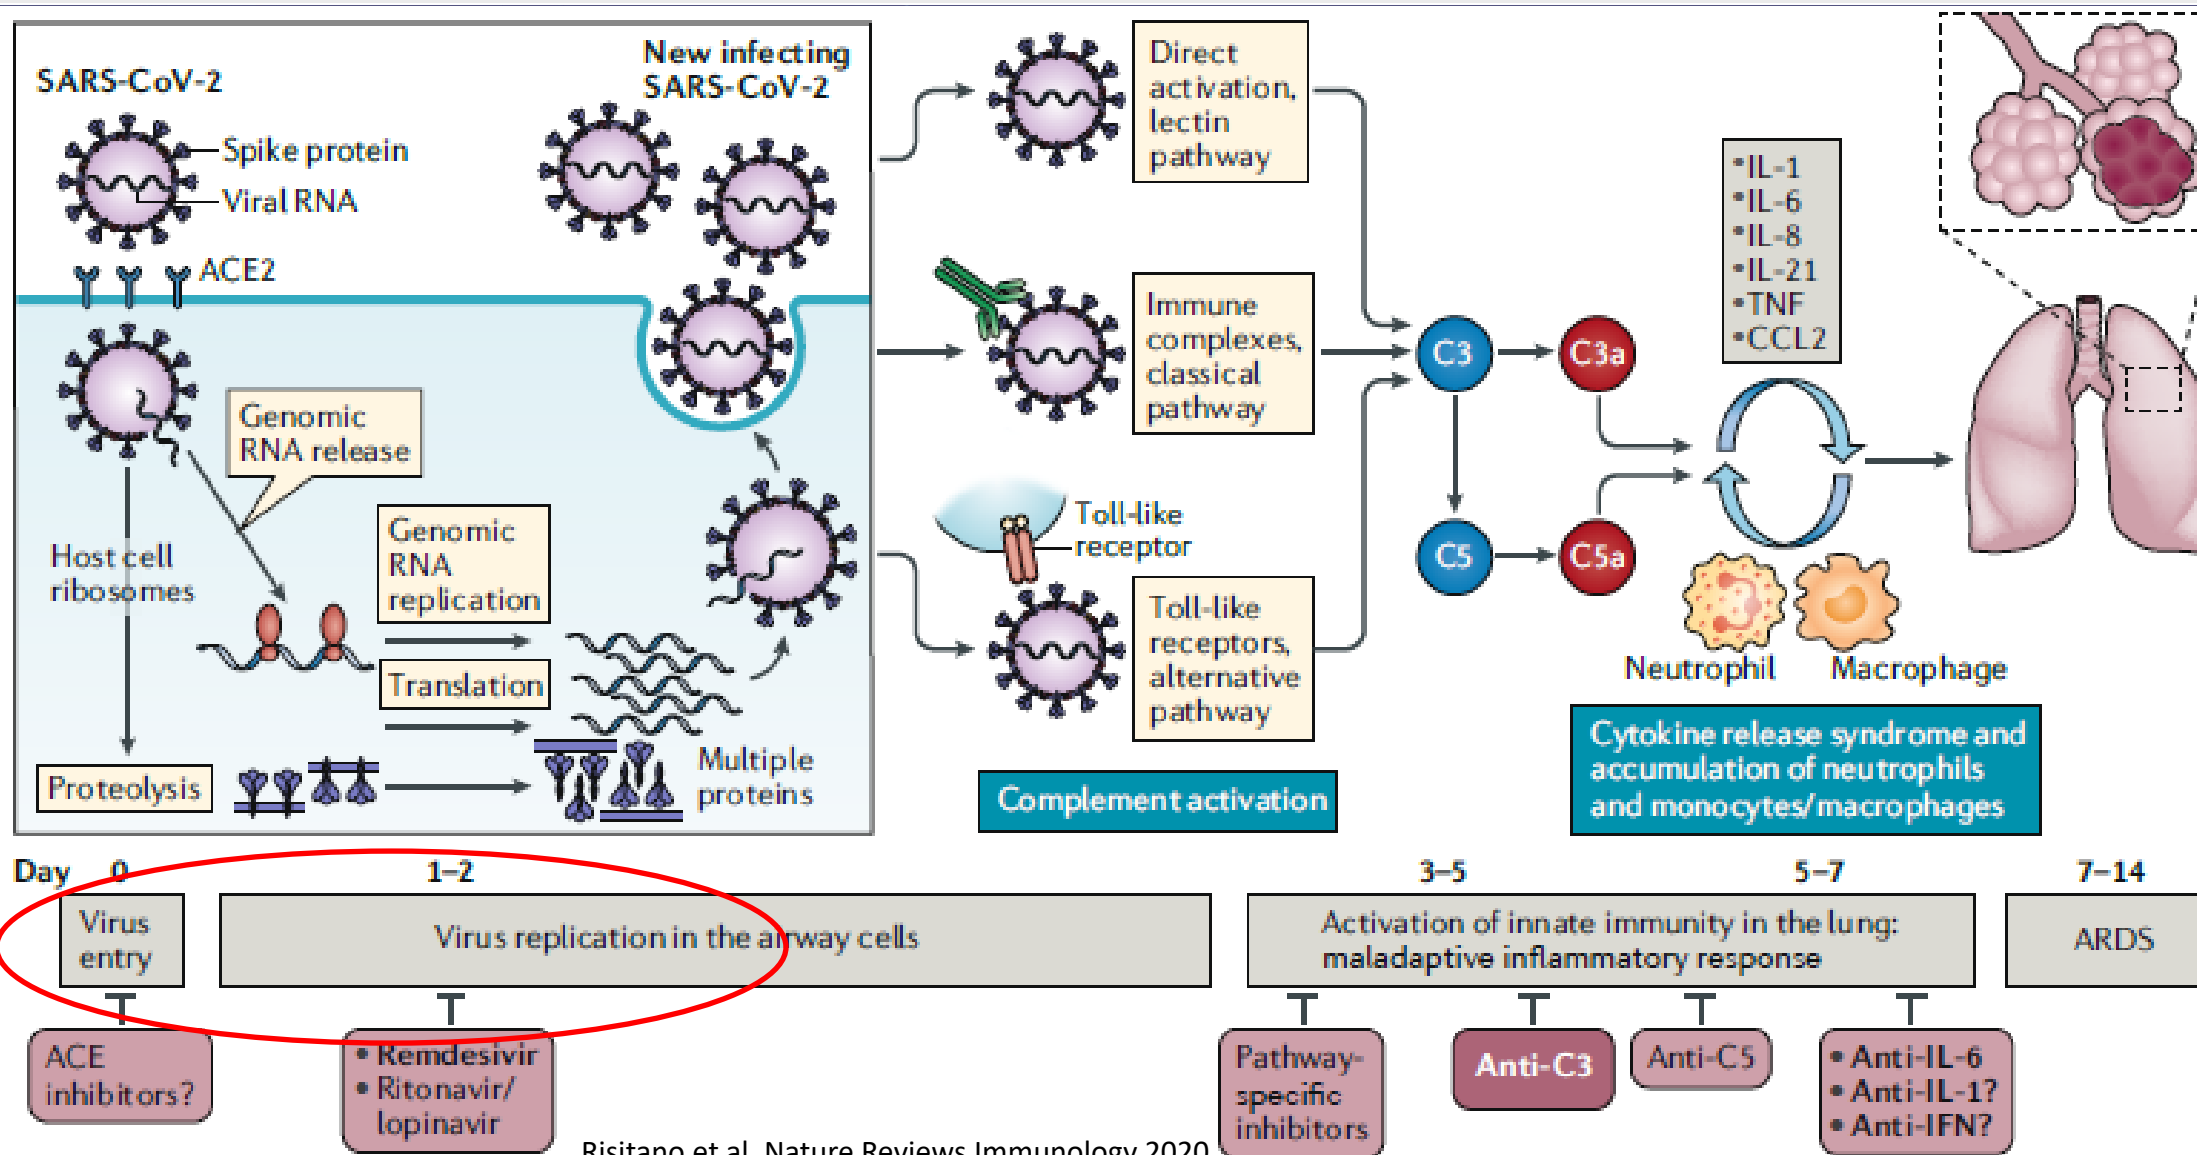 SARS-CoV-2
Spike protein
Viral RNA
ACE2
New infecting
SARS-CoV-2
Genomic
RNA release
Host cell
ribosomes
Genomic
RNA
replication
Translation
Proteolysis
Multiple
proteins
Direct
activation,
lectin
pathway
Immune
complexes,
classical
pathway
Toll-like
receptor
Toll-like
receptors,
alternative
pathway
Complement activation
C3
C3a
C5
C5a
•IL-1
•IL-6
•IL-8
•IL-21
•TNF
•CCL2
Neutrophil
Macrophage
Cytokine release syndrome and
accumulation of neutrophils
and monocytes/macrophages
Day 0 1–2 3–5 5–7 7–14
Virus
entry
Virus replication in the airway cells
Activation of innate immunity in the lung:
maladaptive inflammatory response
ARDS
ACE
inhibitors?
• Remdesivir
• Ritonavir/
lopinavir
Pathway-
specific
inhibitors
Anti-C3
Anti-C5
• Anti-IL-6
• Anti-IL-1?
• Anti-IFN?
Risitano et al. Nature Reviews Immunology 2020